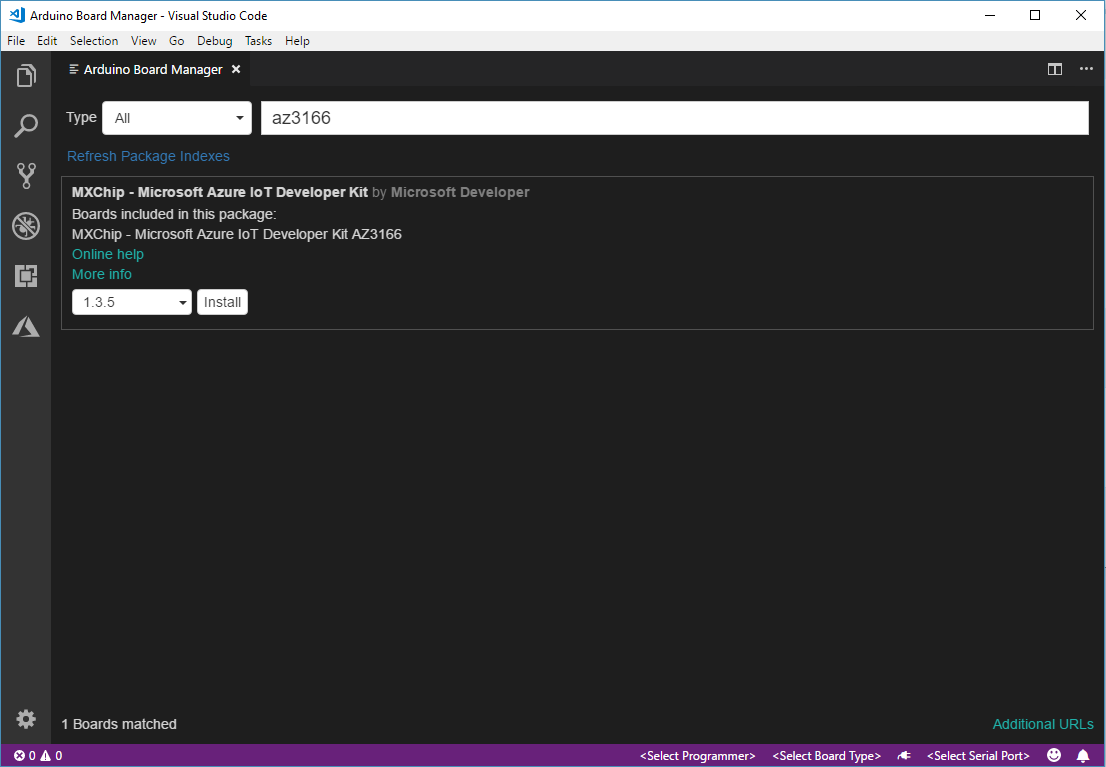 Arduino Board Manager - Visual Studio Code
File Edit Selection View Go Debug Tasks Help
Arduino Board Manager
Type All az3166
Refresh Package Indexes
MXChip - Microsoft Azure IoT Developer Kit by Microsoft Developer
Boards included in this package:
MXChip - Microsoft Azure IoT Developer Kit AZ3166
Online help
More info
1.3.5 Install
1 Boards matched Additional URLs
0 0 <Select Programmer> <Select Board Type> <Select Serial Port>